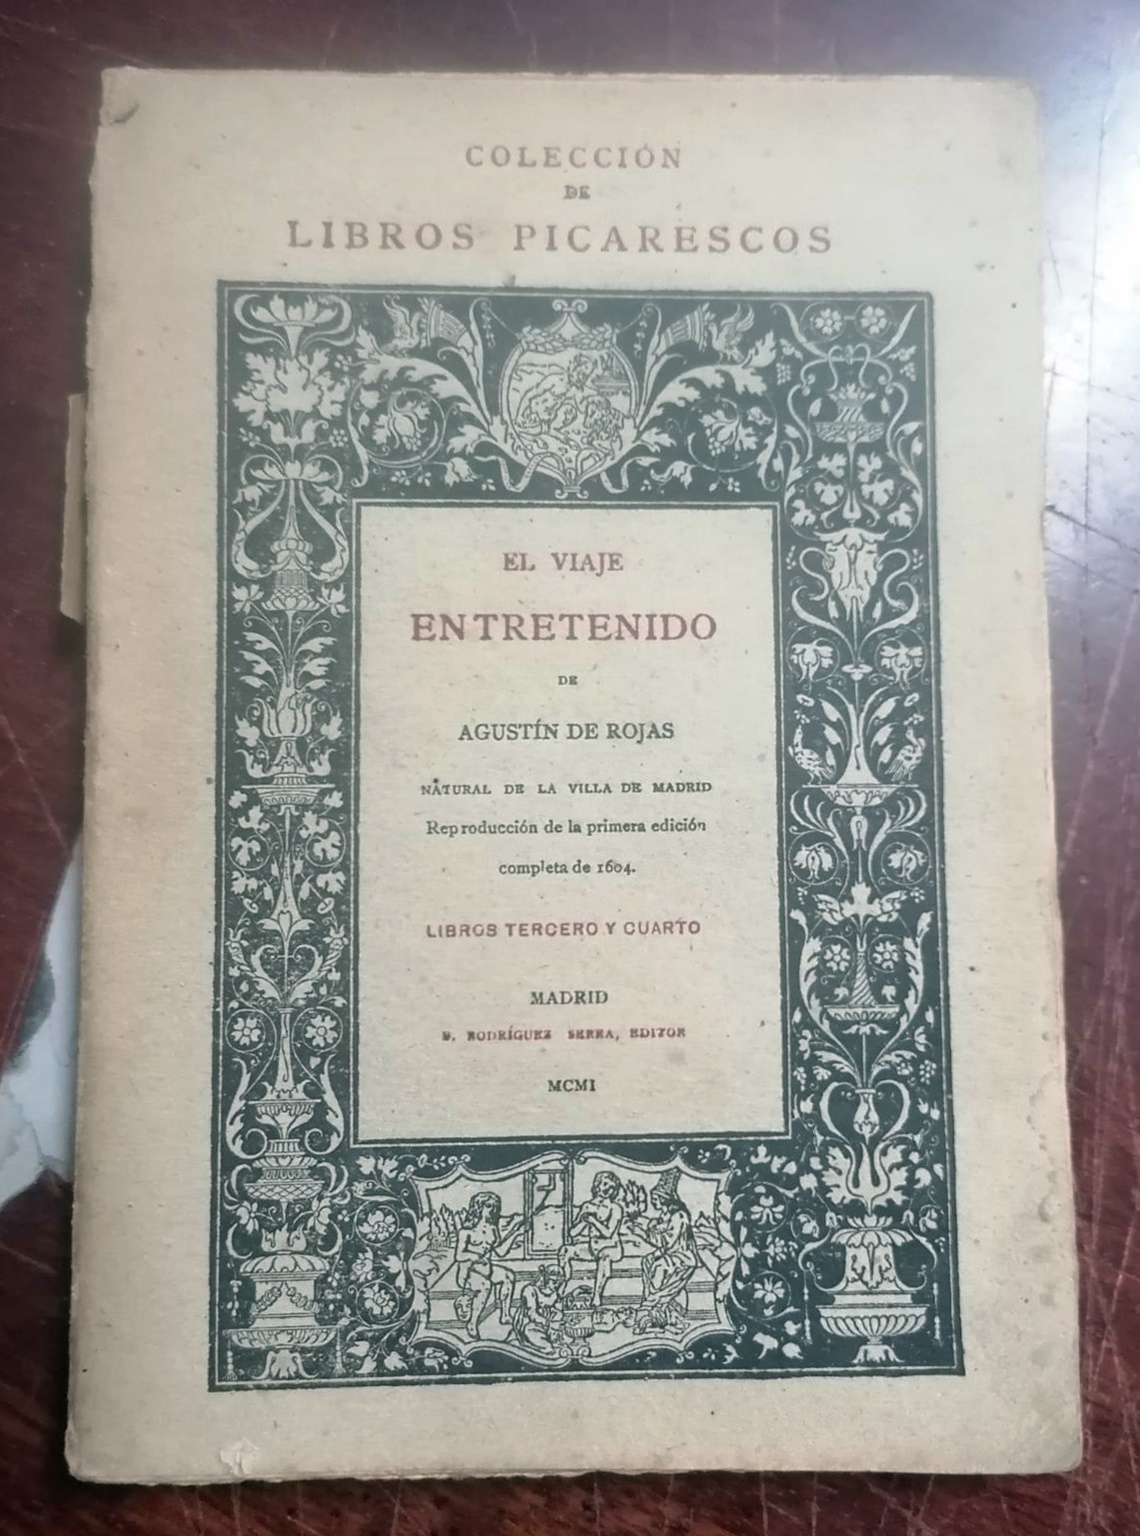 COLECCIÓN
DE
LIBROS PICARESCOS
EL VIAJE
ENTRETENIDO
DE
AGUSTÍN DE ROJAS
NATURAL DE LA VILLA DE MADRID
Reproducción de la primera edición
completa de 1604.
LIBROS TERCERO Y CUARTO
MADRID
B. RODRÍGUEZ SERRA, EDITOR
MCMI